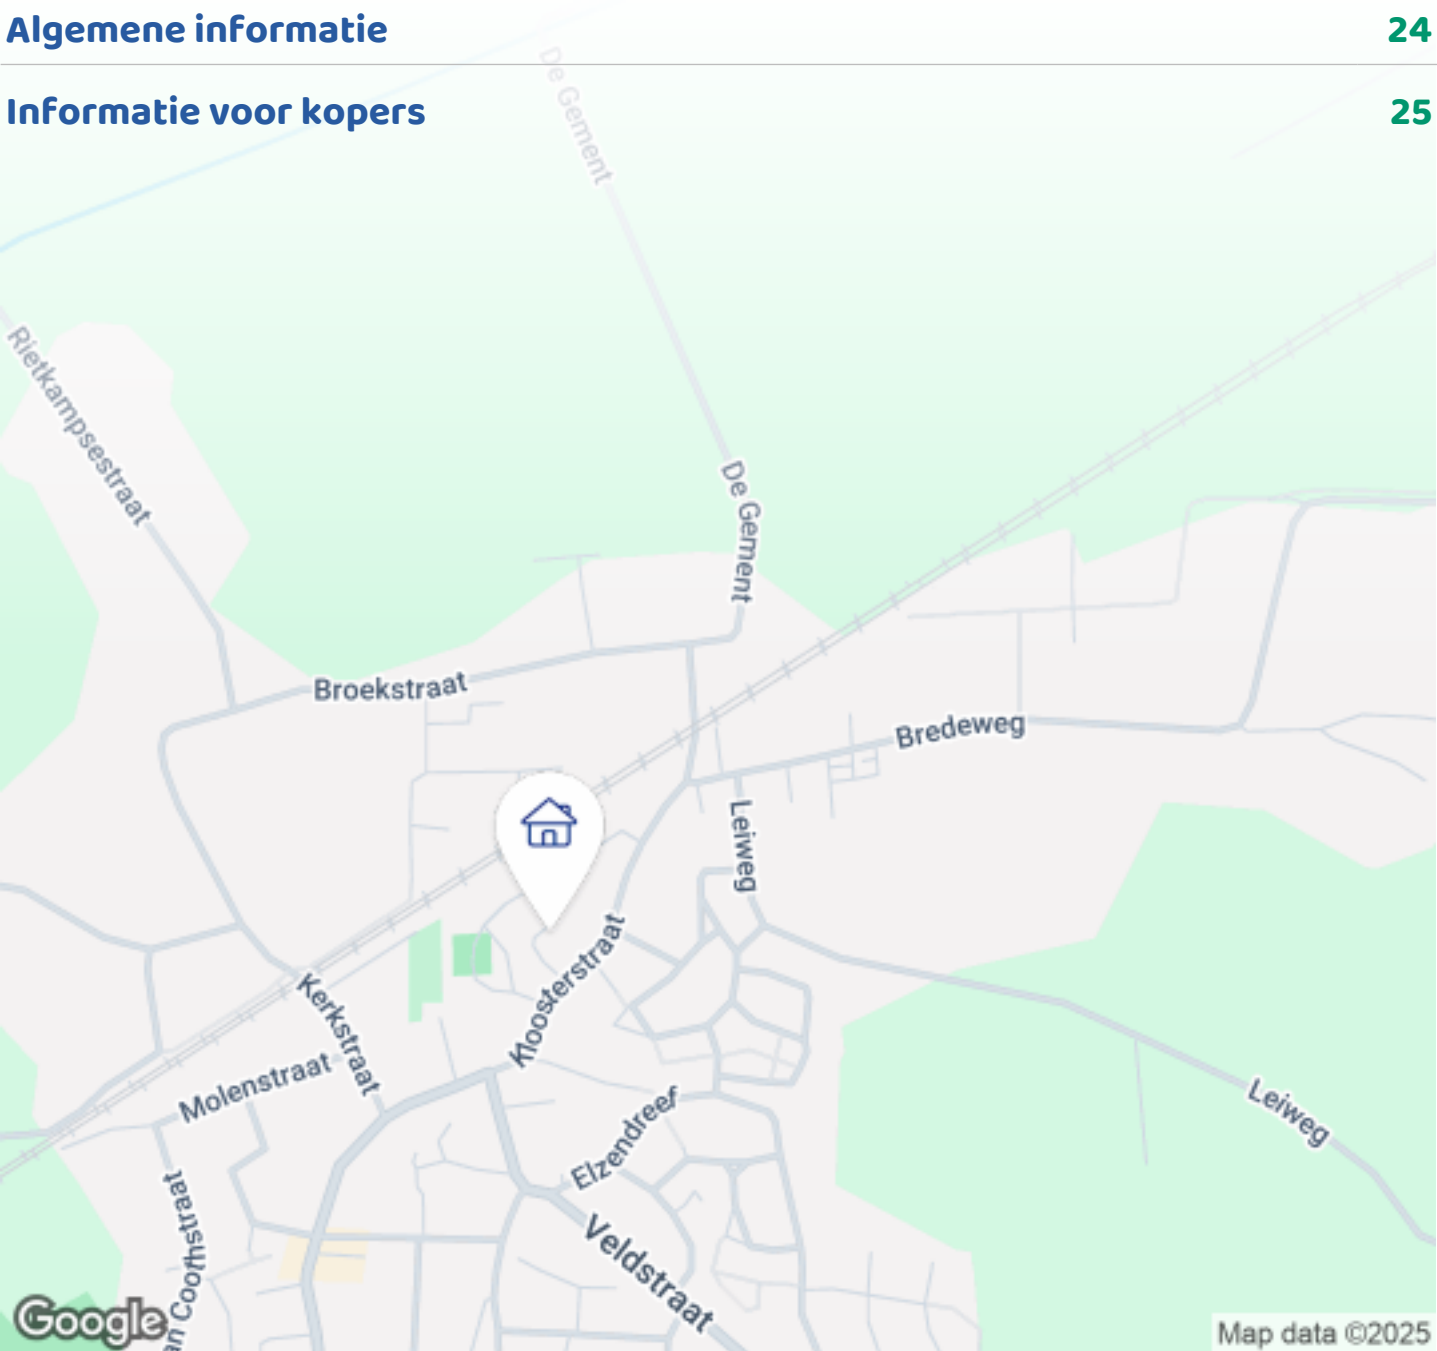 Algemene informatie 24
Informatie voor kopers 25
De Gement
Rietkampsestraat
De Gement
Broekstraat
Bredeweg
Leiweg
Kloosterstraat
Kerkstraat
Molenstraat
Elzendreef
Leiweg
an Coothstraat
Veldstraat
Google
Map data ©2025